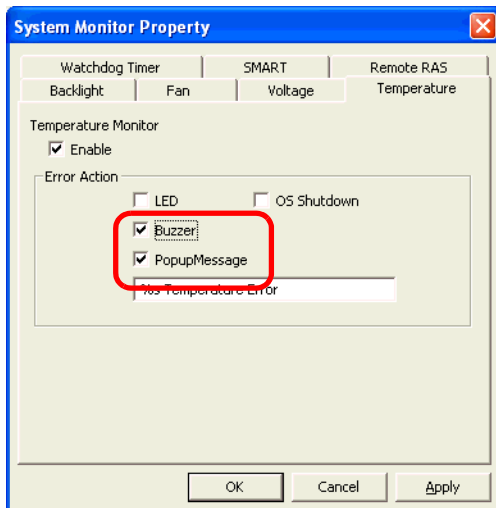 System Monitor Property
Watchdog Timer SMART Remote RAS
Backlight Fan Voltage Temperature
Temperature Monitor
Enable
Error Action
LED OS Shutdown
Buzzer
PopupMessage
%s Temperature Error
OK Cancel Apply